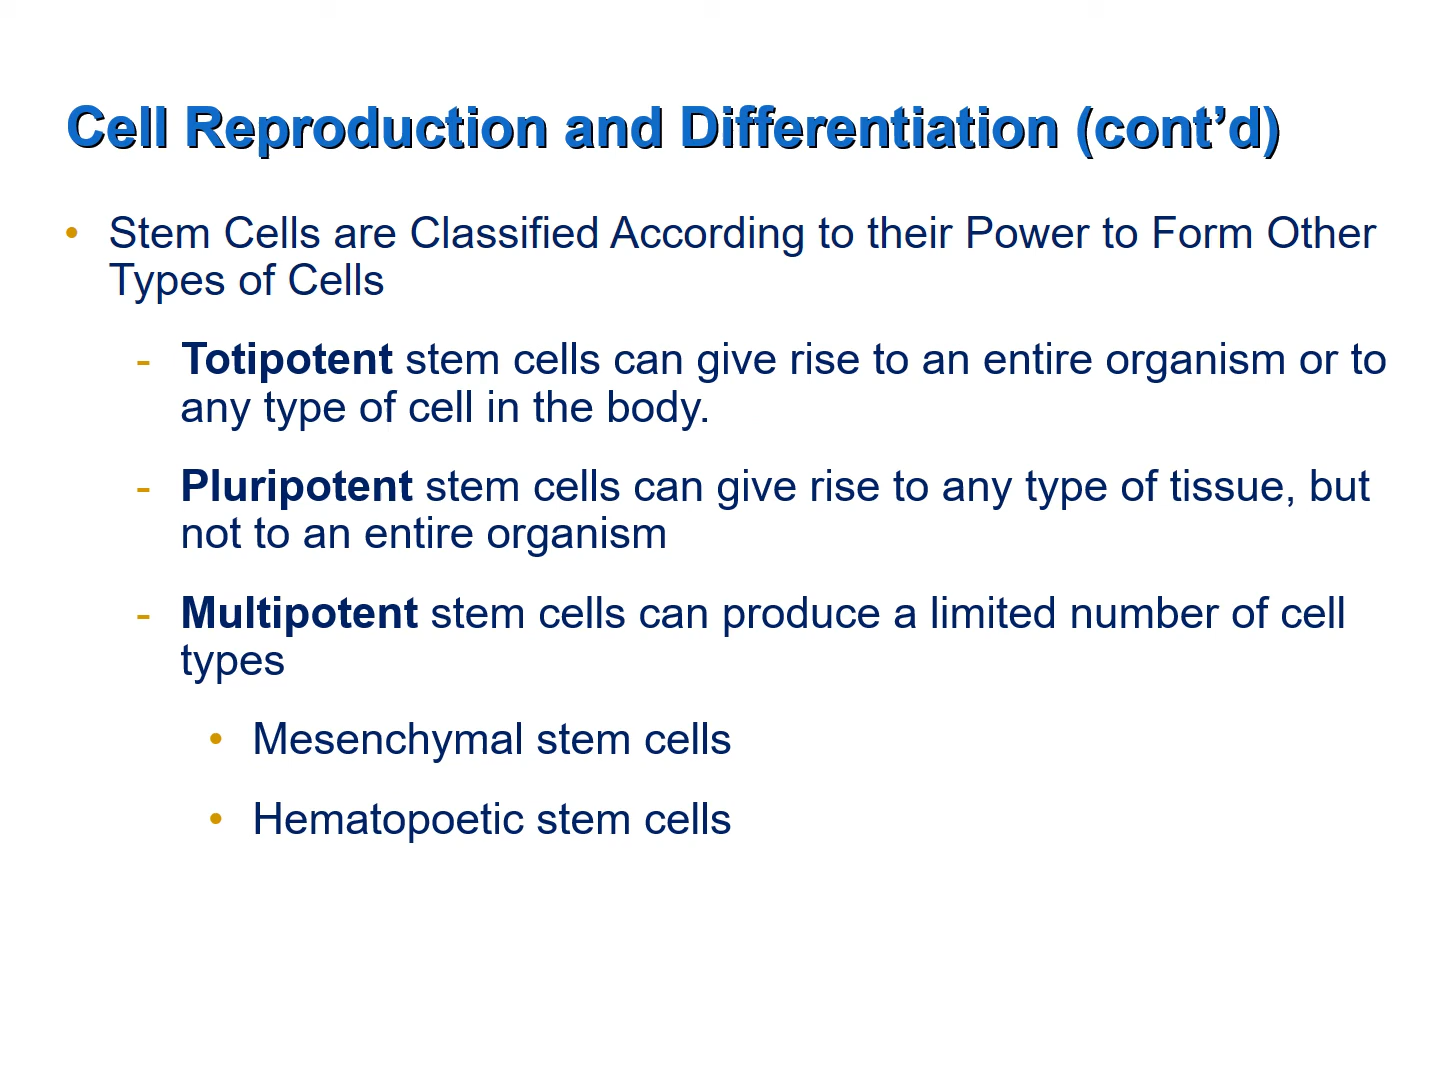 Cell Reproduction and Differentiation (cont’d)
• Stem Cells are Classified According to their Power to Form Other
Types of Cells
- Totipotent stem cells can give rise to an entire organism or to
any type of cell in the body.
- Pluripotent stem cells can give rise to any type of tissue, but
not to an entire organism
- Multipotent stem cells can produce a limited number of cell
types
• Mesenchymal stem cells
• Hematopoetic stem cells